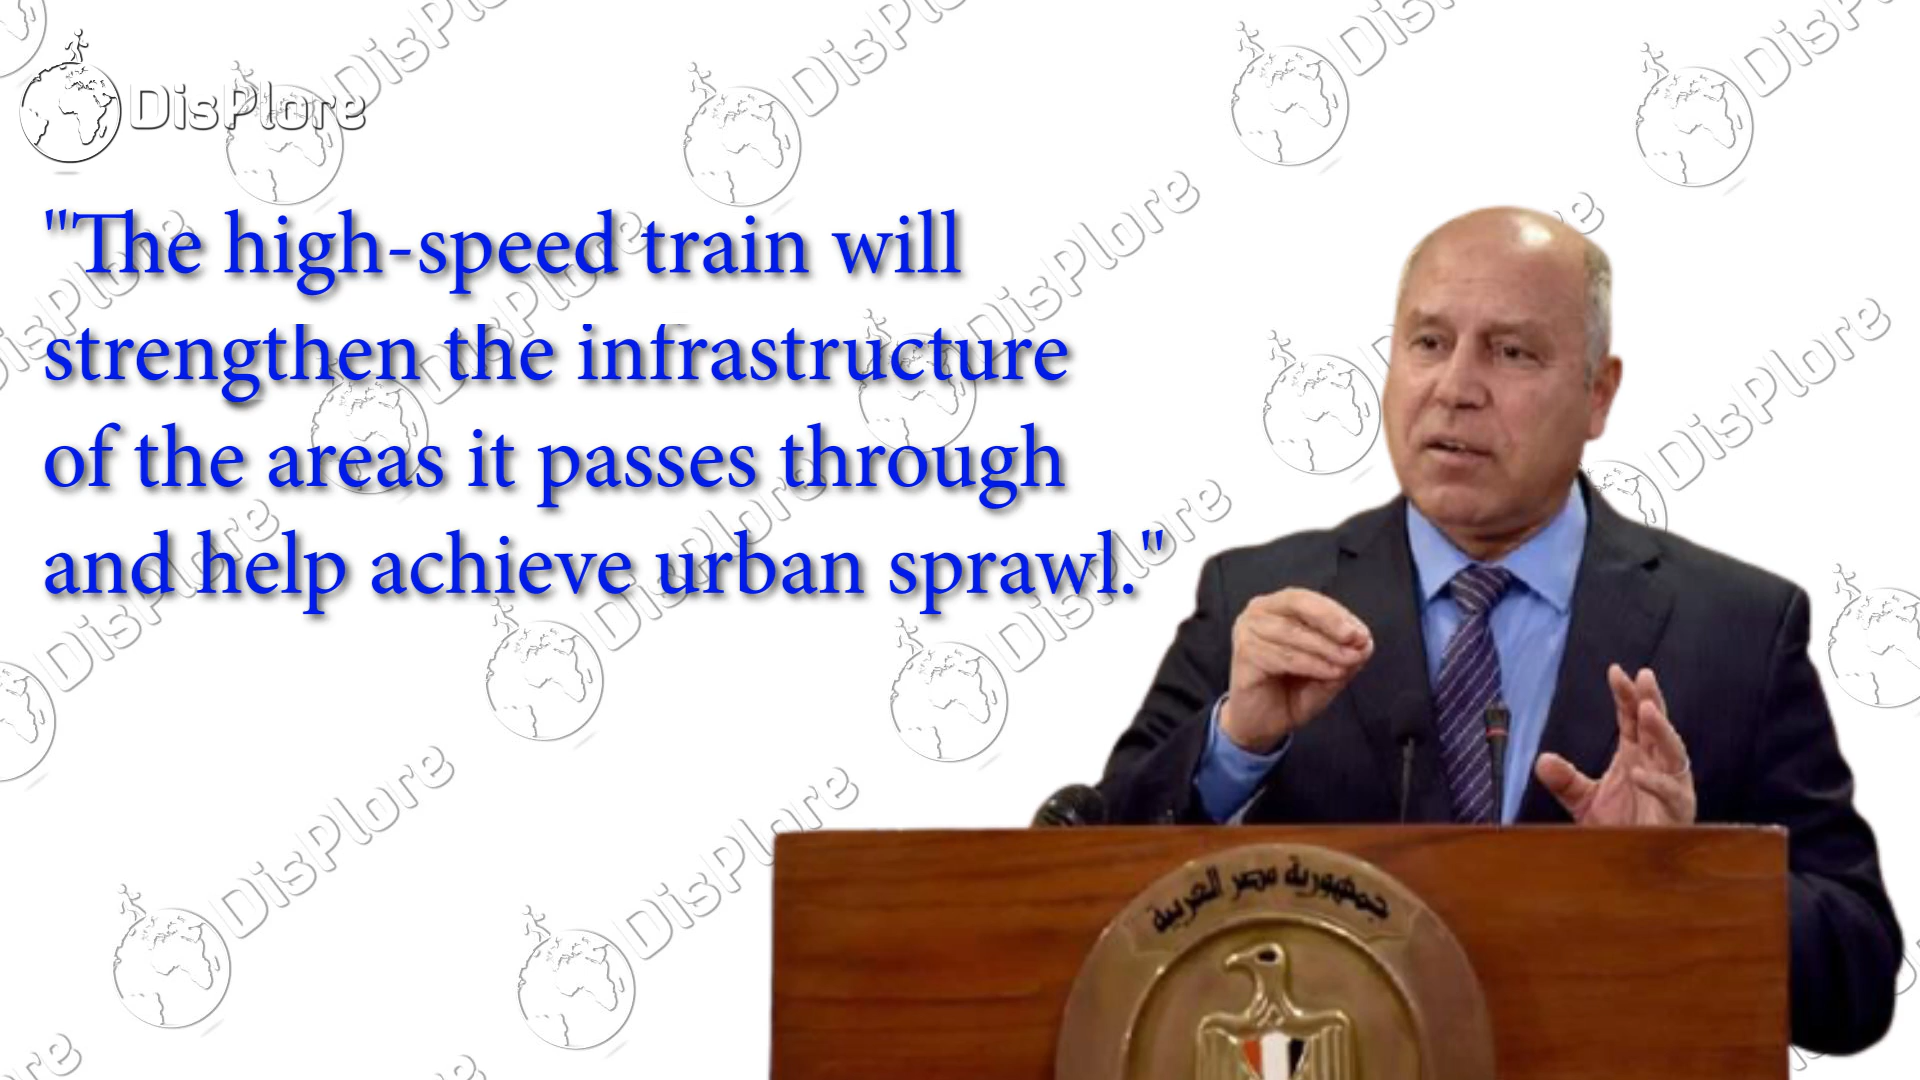 DisPlore
"The high-speed train will
strengthen the infrastructure
of the areas it passes through
and help achieve urban sprawl."
جمهورية مصر العربية